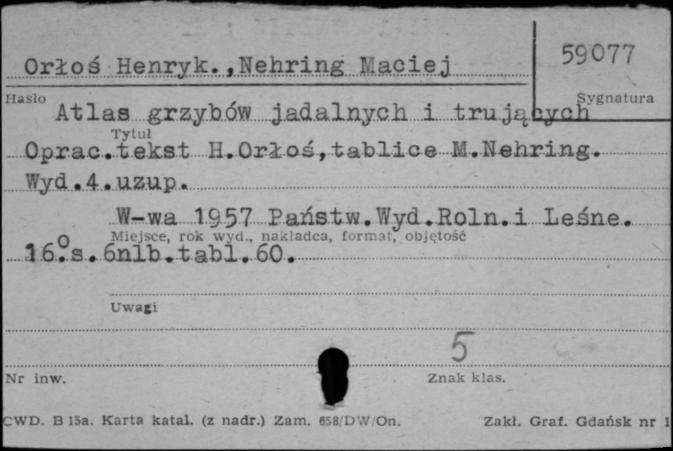 Orłoś Henryk.,Nehring Maciej
59077
Hasło
Sygnatura
Atlas grzybów jadalnych i trujących
Tytuł
Oprac.tekst H.Orłoś,tablice M.Nehring.
Wyd.4.uzup.
W-wa 1957 Państw.Wyd.Roln.i Leśne.
Miejsce, rok wyd., nakładca, format, objętość
16°.s.6nlb.tabl.60.
Uwagi
5
Nr inw.
Znak klas.
CWD. B 15a. Karta katal. (z nadr.) Zam. 658/DW/On.
Zakł. Graf. Gdańsk nr 1